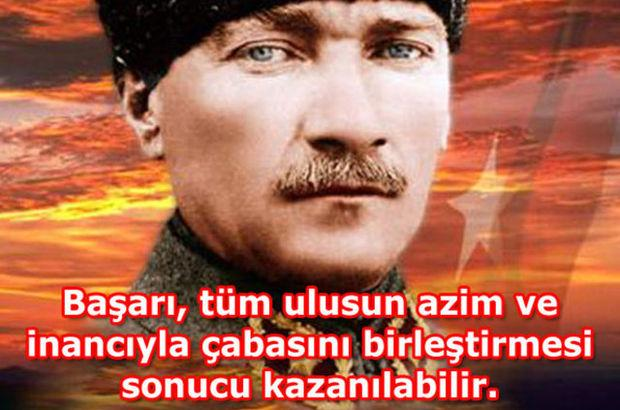 Başarı, tüm ulusun azim ve
inancıyla çabasını birleştirmesi
sonucu kazanılabilir.